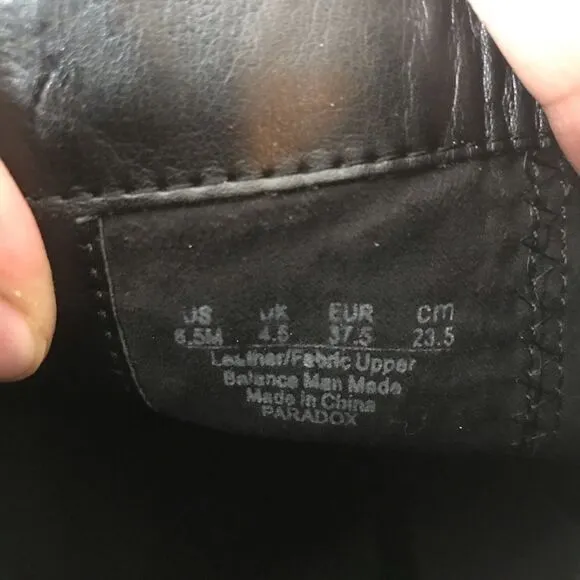 US UK EUR cm
6.5M 4.5 37.5 23.5
Leather/Fabric Upper
Balance Man Made
Made in China
PARADOX